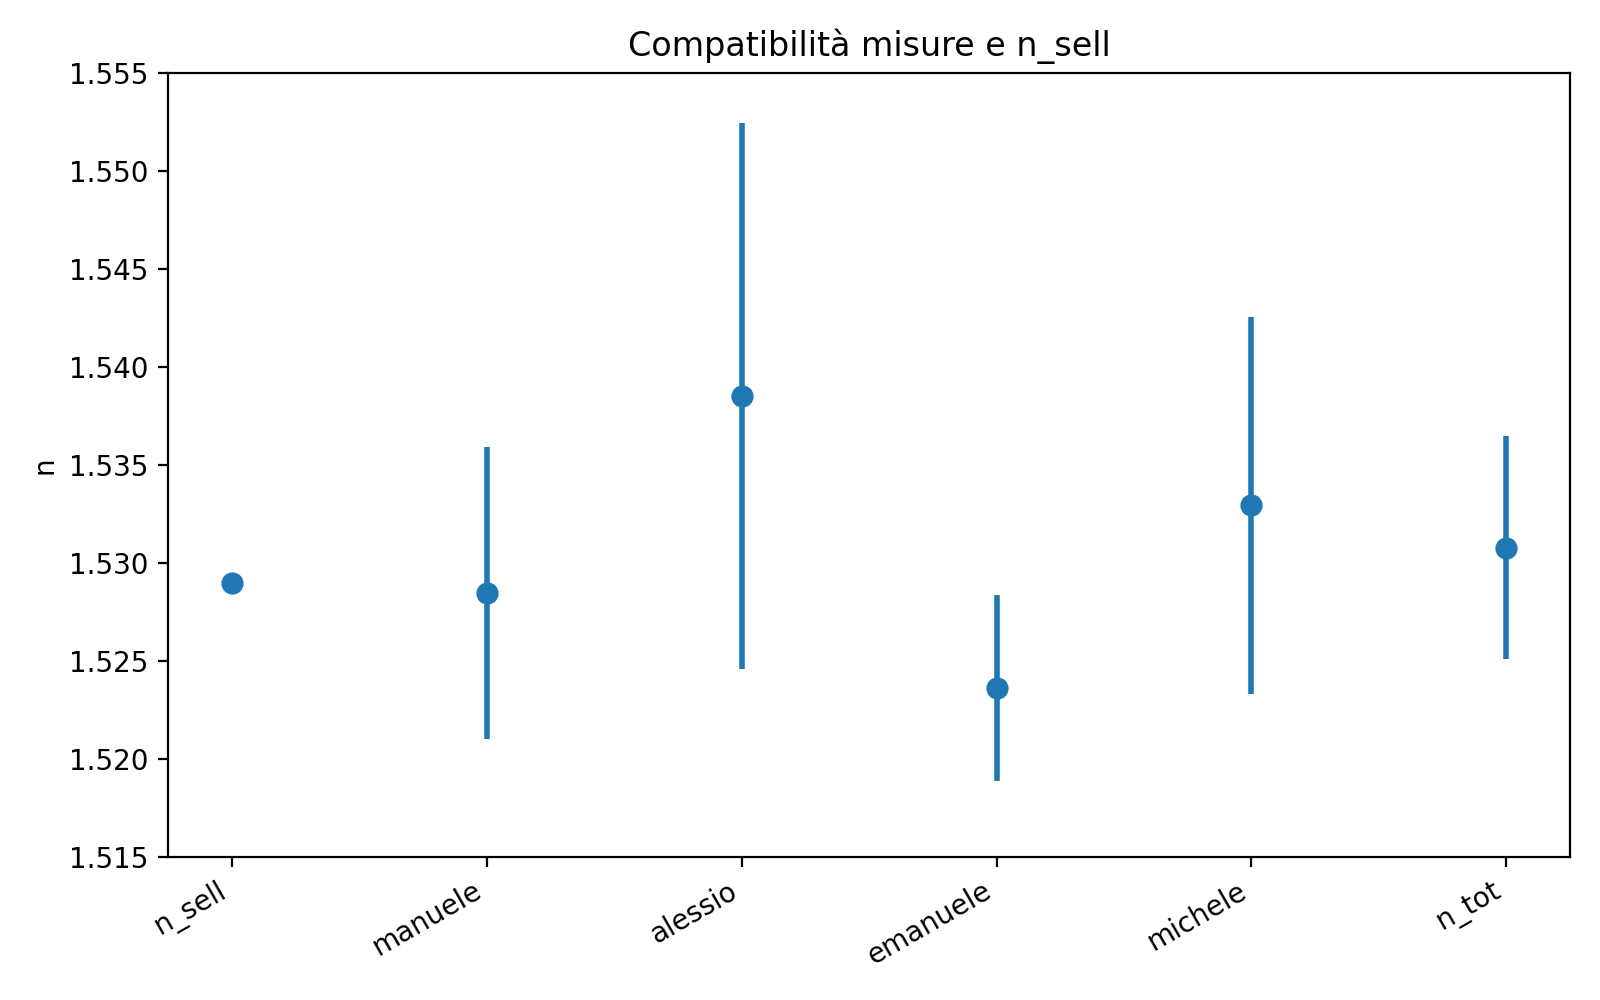 Compatibilità misure e n_sell
1.555
1.550
1.545
1.540
1.535
1.530
1.525
1.520
1.515
n
n_sell
manuele
alessio
emanuele
michele
n_tot